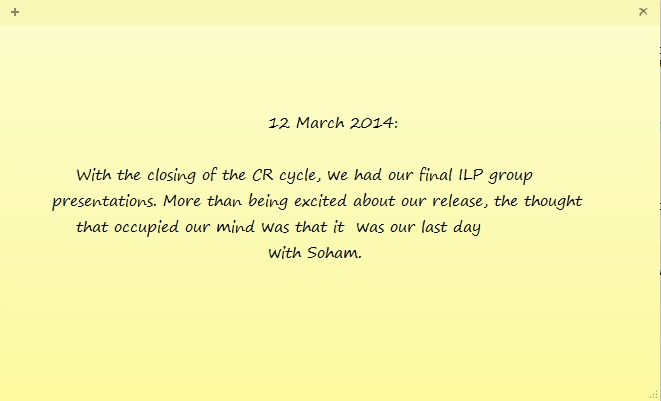 12 March 2014:
With the closing of the CR cycle, we had our final ILP group
presentations. More than being excited about our release, the thought
that occupied our mind was that it was our last day
with Soham.